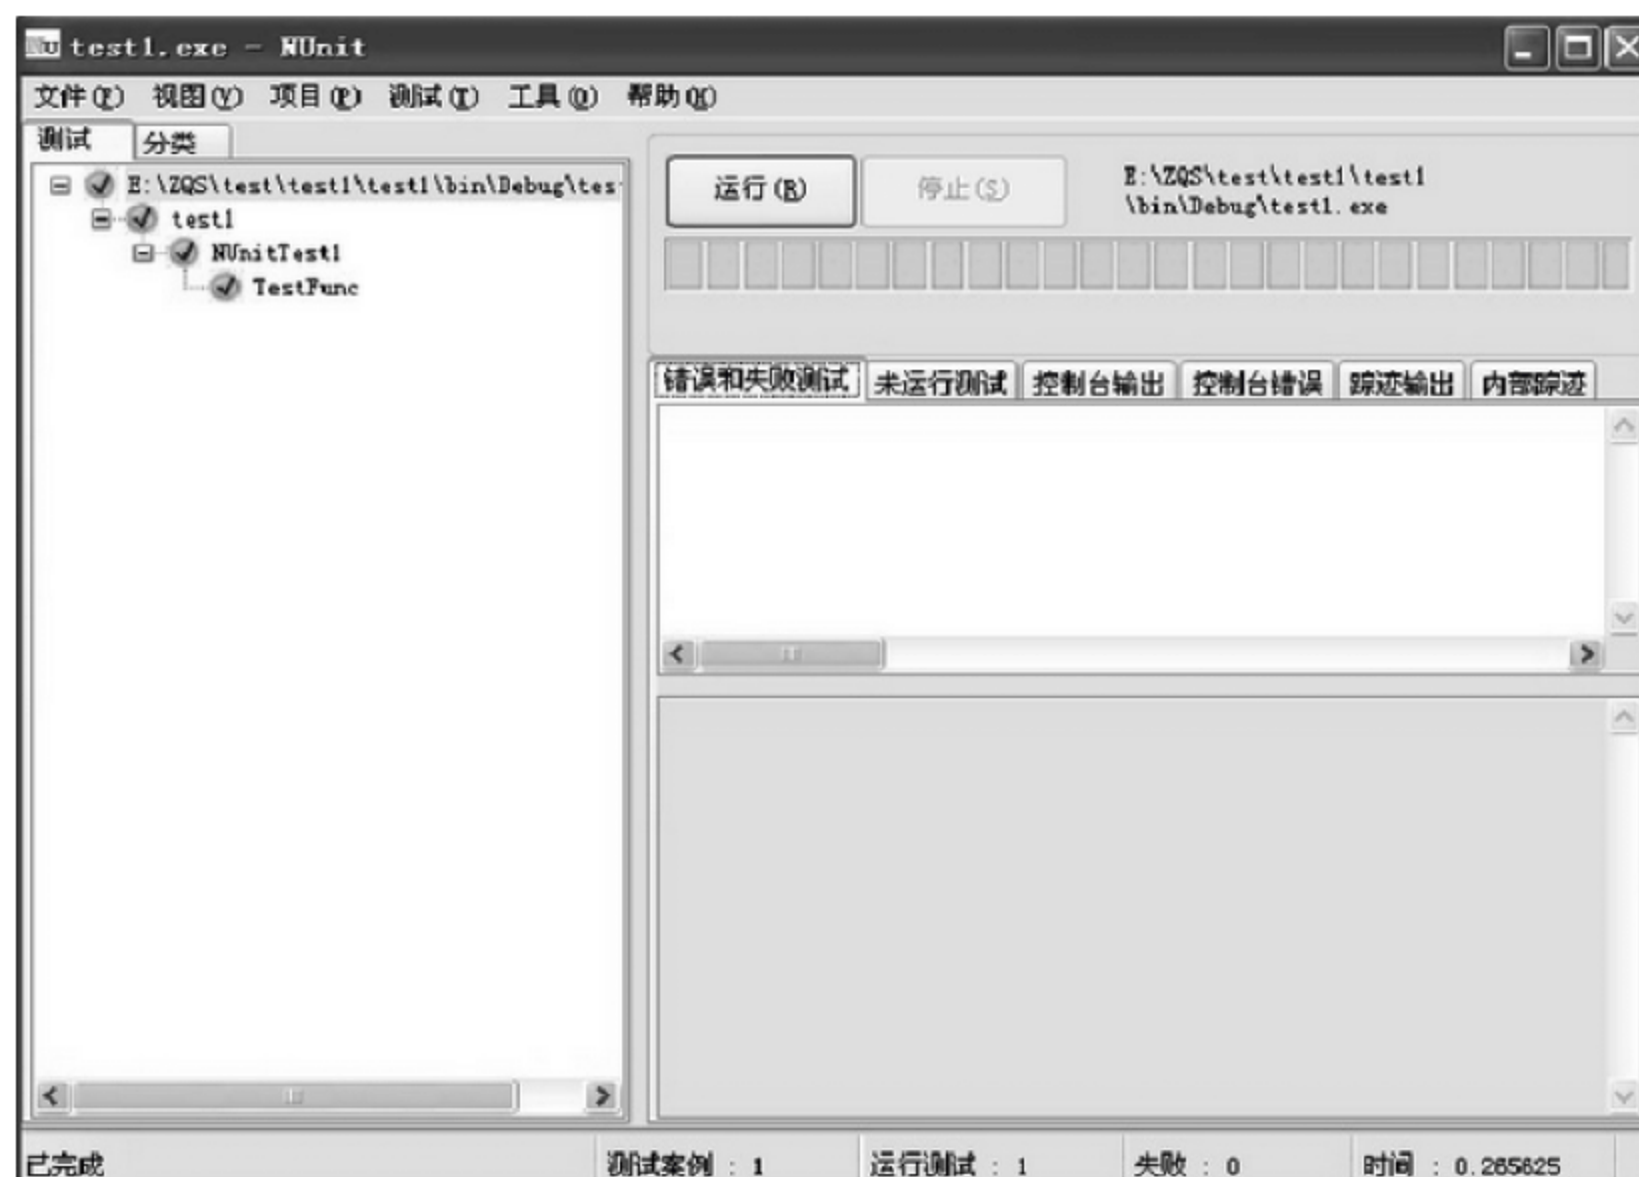 test1.exe - NUnit
文件(F) 视图(V) 项目(P) 测试(T) 工具(O) 帮助(H)
测试 分类
E:\ZQS\test\test1\test1\bin\Debug\tes
test1
NUnitTest1
TestFunc
运行(R) 停止(S)
E:\ZQS\test\test1\test1
\bin\Debug\test1.exe
错误和失败测试 未运行测试 控制台输出 控制台错误 踪迹输出 内部踪迹
已完成 测试案例 : 1 运行测试 : 1 失败 : 0 时间 : 0.265625